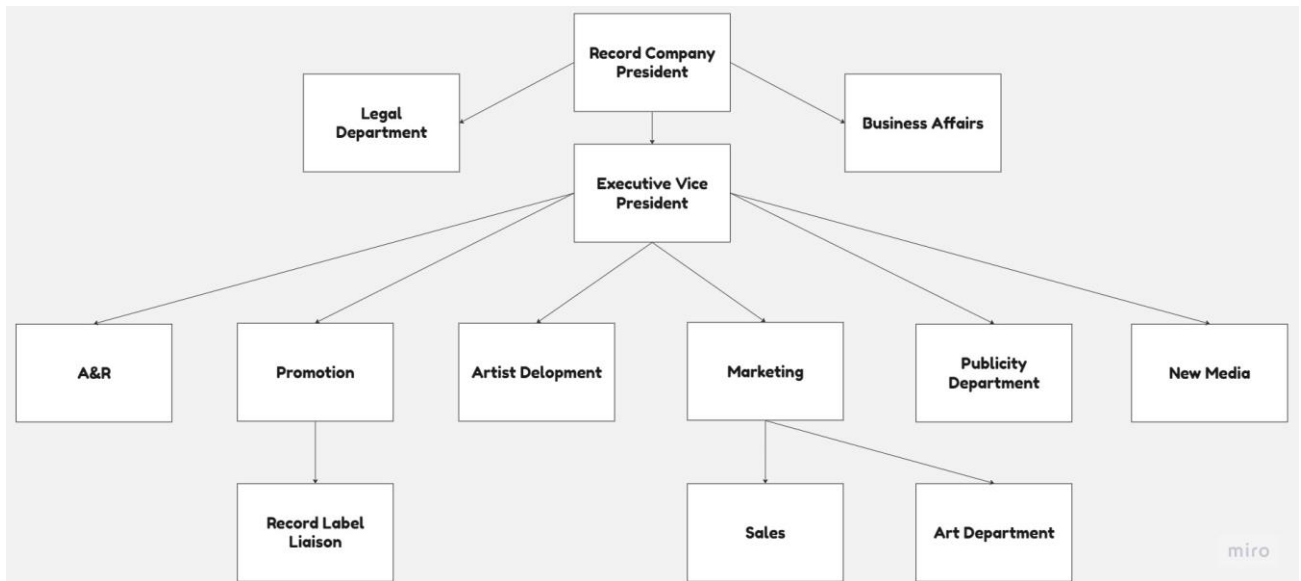 Record Company
President
Legal
Department
Business Affairs
Executive Vice
President
A&R
Promotion
Artist Delopment
Marketing
Publicity
Department
New Media
Record Label
Liaison
Sales
Art Department
miro